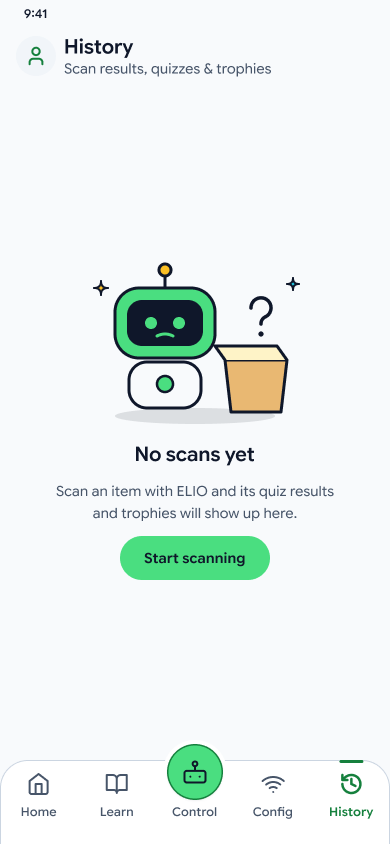 9:41
History
Scan results, quizzes & trophies
?
No scans yet
Scan an item with ELIO and its quiz results
and trophies will show up here.
Start scanning
Home
Learn
Control
Config
History